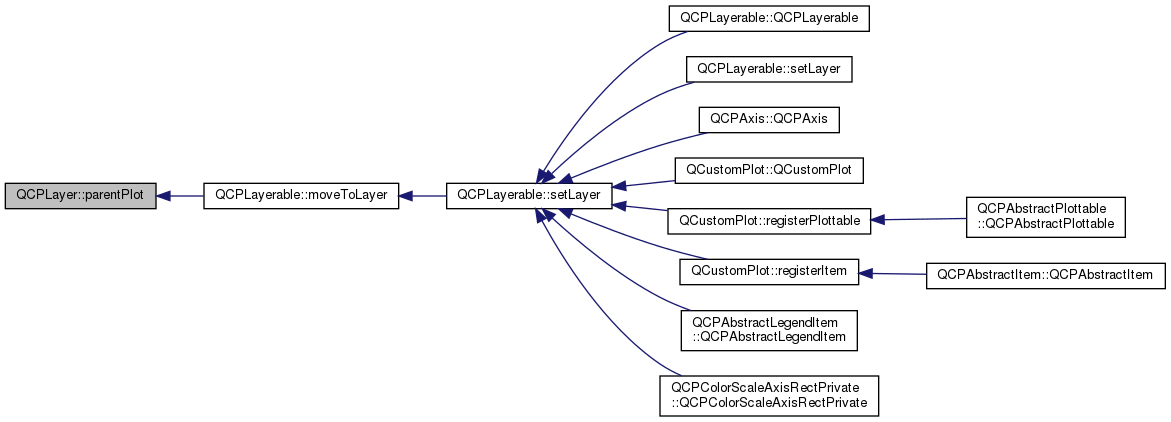 QCPLayerable::QCPLayerable
QCPLayerable::setLayer
QCPAxis::QCPAxis
QCustomPlot::QCustomPlot
QCPLayer::parentPlot
QCPLayerable::moveToLayer
QCPLayerable::setLayer
QCustomPlot::registerPlottable
QCPAbstractPlottable
::QCPAbstractPlottable
QCustomPlot::registerItem
QCPAbstractItem::QCPAbstractItem
QCPAbstractLegendItem
::QCPAbstractLegendItem
QCPColorScaleAxisRectPrivate
::QCPColorScaleAxisRectPrivate